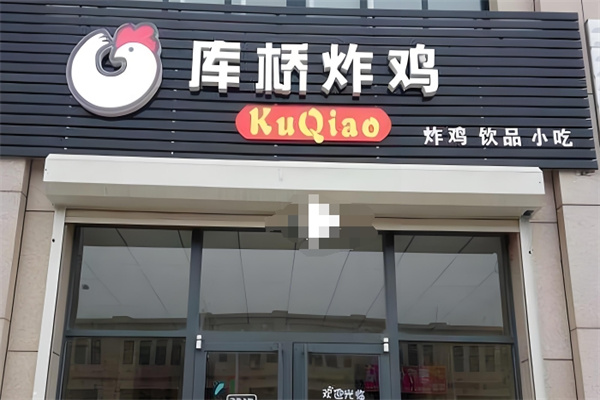 库桥炸鸡
KuQiao
炸鸡 饮品 小吃
欢迎光临